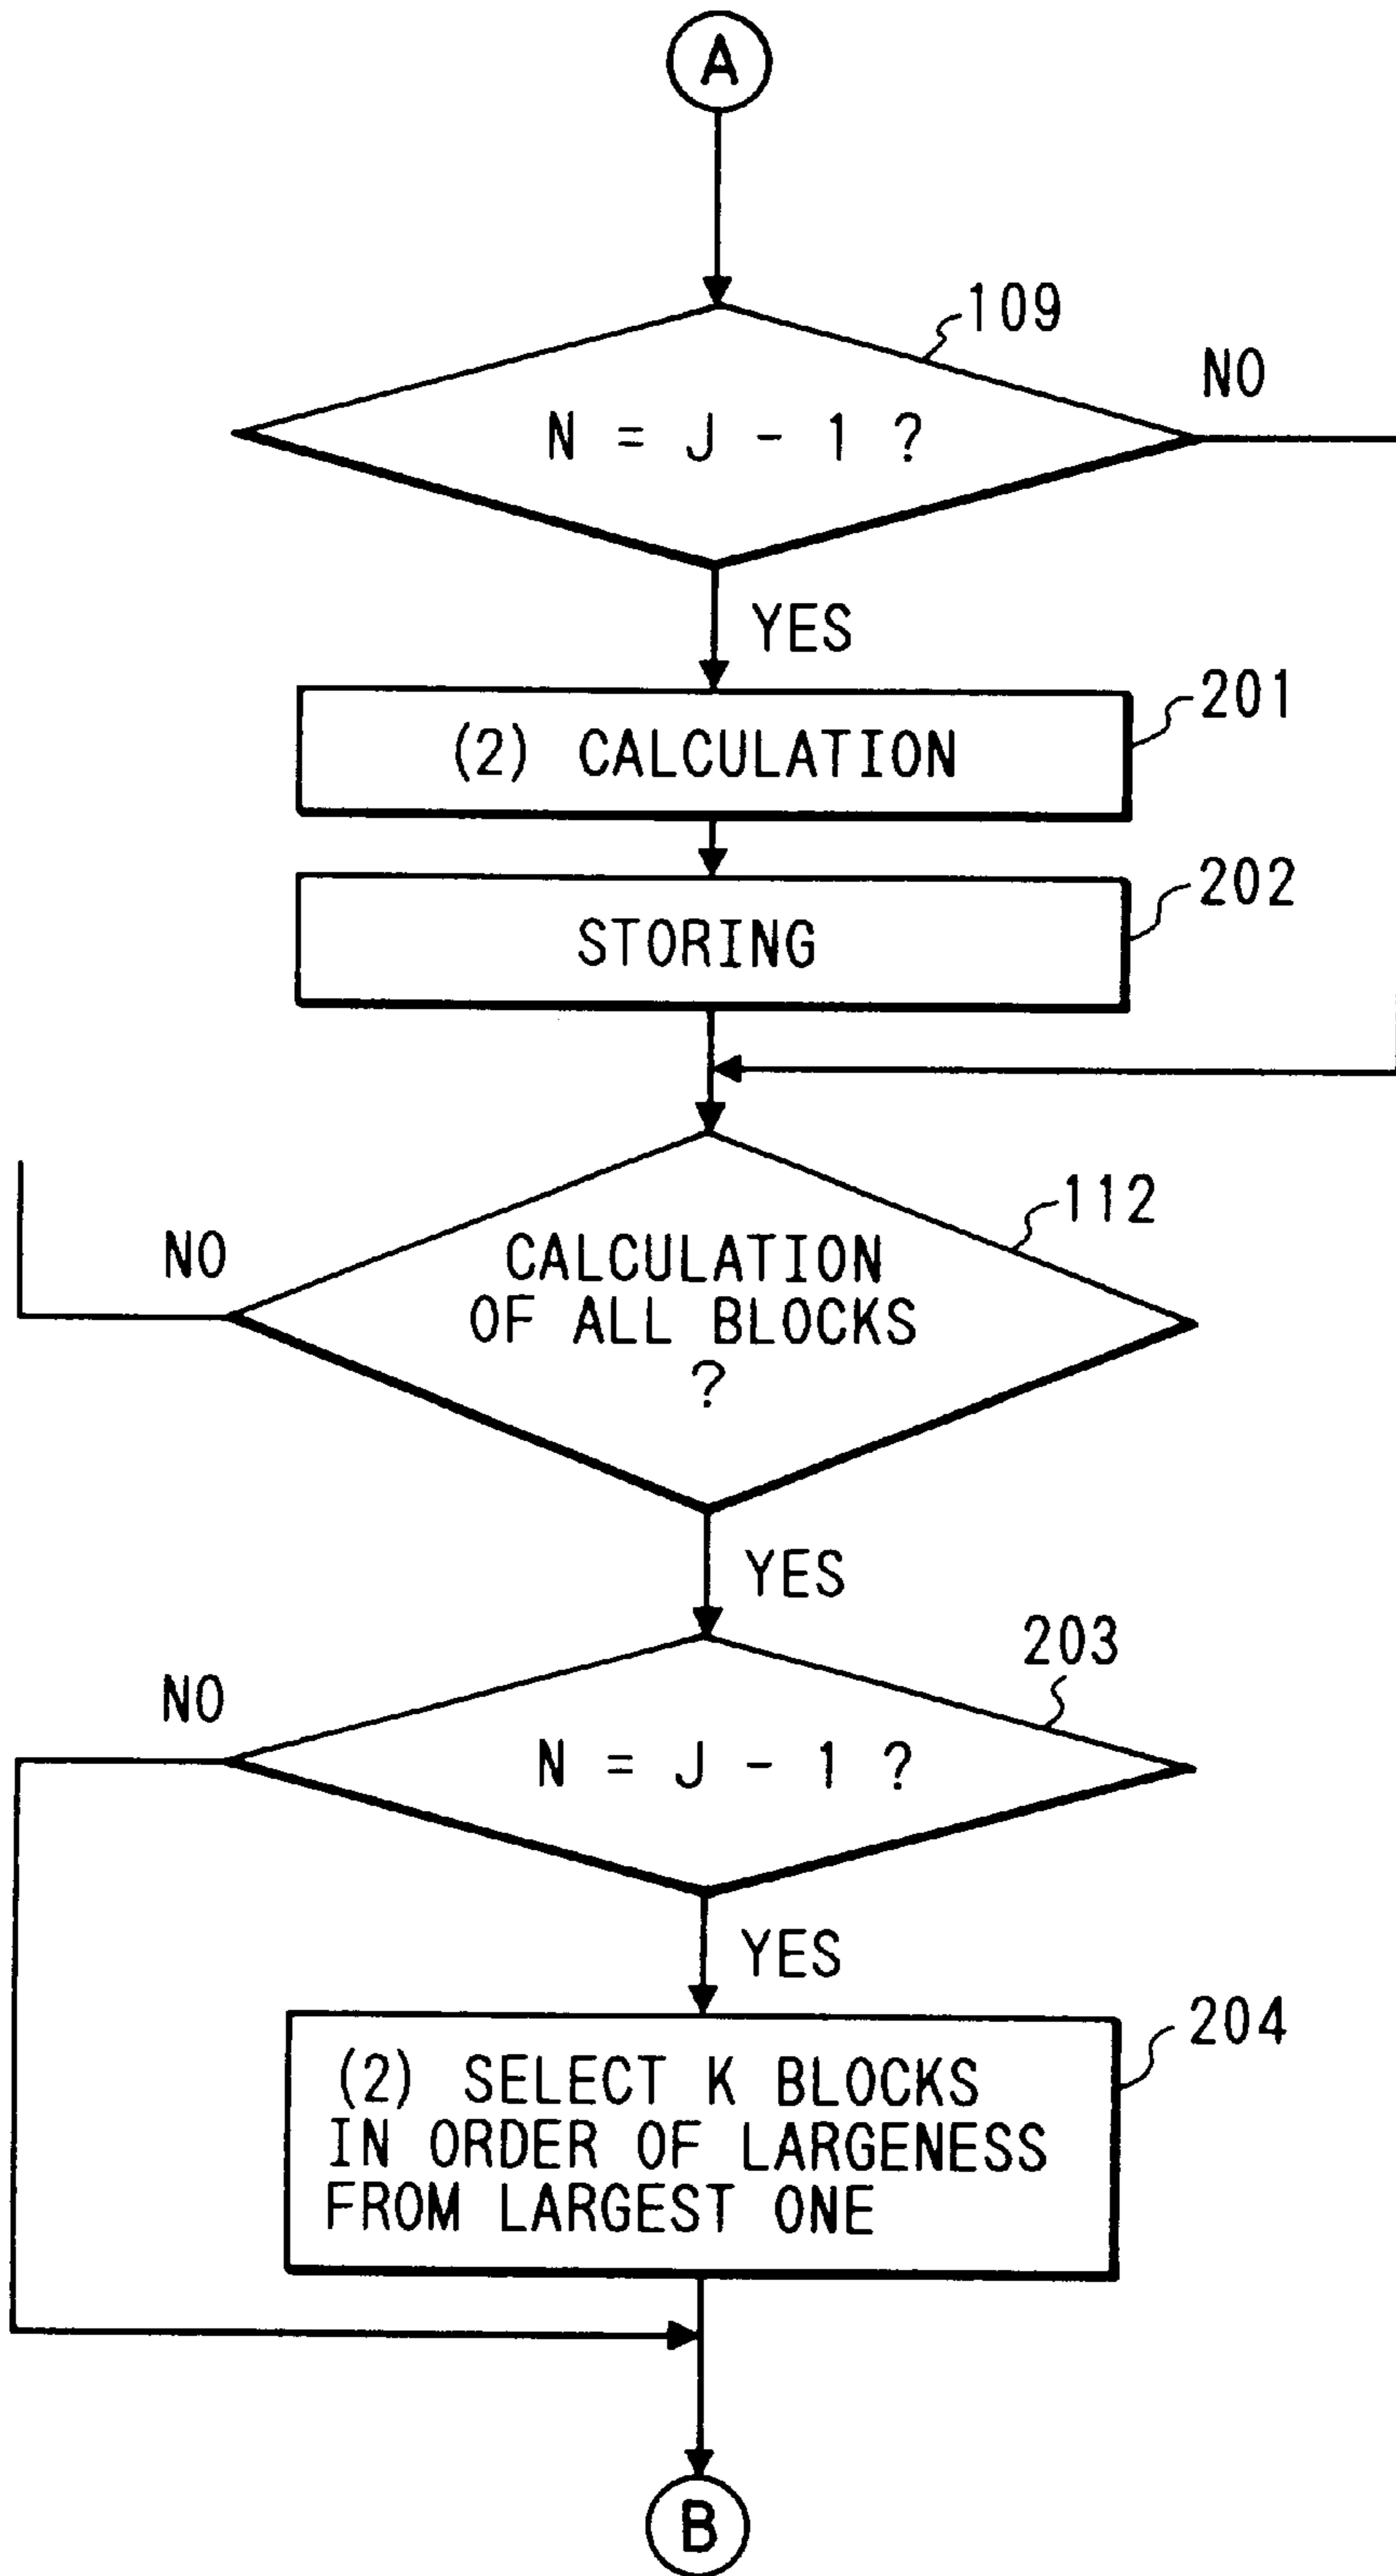 A
109
NO
N = J - 1 ?
YES
201
(2) CALCULATION
202
STORING
112
NO
CALCULATION
OF ALL BLOCKS
?
YES
203
NO
N = J - 1 ?
YES
204
(2) SELECT K BLOCKS
IN ORDER OF LARGENESS
FROM LARGEST ONE
B